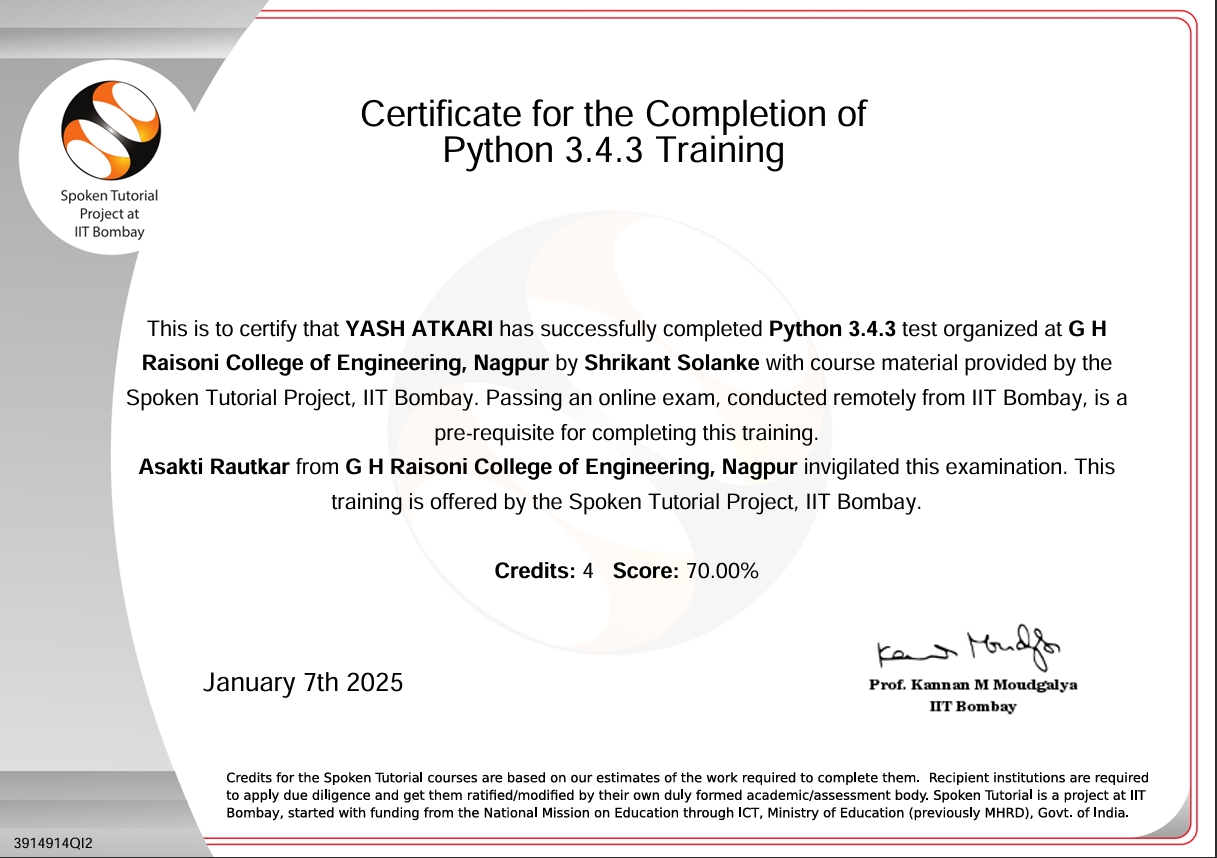 Spoken Tutorial
Project at
IIT Bombay
Certificate for the Completion of
Python 3.4.3 Training
This is to certify that YASH ATKARI has successfully completed Python 3.4.3 test organized at G H
Raisoni College of Engineering, Nagpur by Shrikant Solanke with course material provided by the
Spoken Tutorial Project, IIT Bombay. Passing an online exam, conducted remotely from IIT Bombay, is a
pre-requisite for completing this training.
Asakti Rautkar from G H Raisoni College of Engineering, Nagpur invigilated this examination. This
training is offered by the Spoken Tutorial Project, IIT Bombay.
Credits: 4 Score: 70.00%
January 7th 2025
Prof. Kannan M Moudgalya
IIT Bombay
Credits for the Spoken Tutorial courses are based on our estimates of the work required to complete them. Recipient institutions are required
to apply due diligence and get them ratified/modified by their own duly formed academic/assessment body. Spoken Tutorial is a project at IIT
Bombay, started with funding from the National Mission on Education through ICT, Ministry of Education (previously MHRD), Govt. of India.
3914914QI2